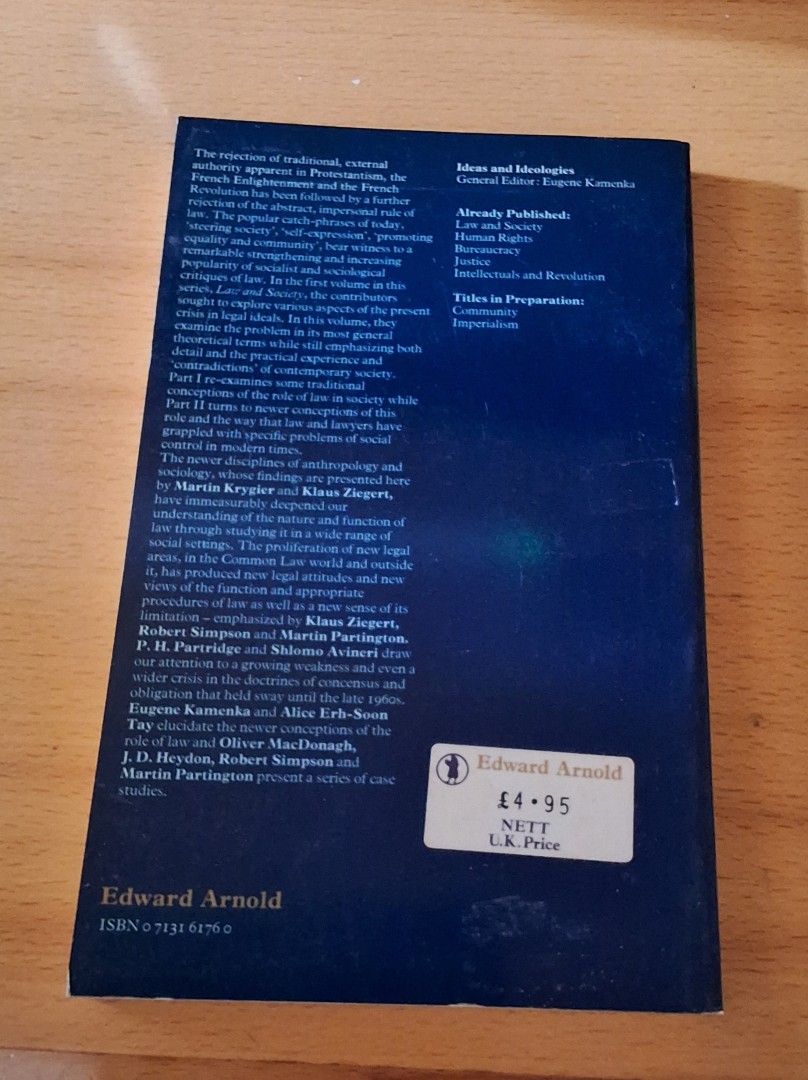 The rejection of traditional, external
authority apparent in Protestantism, the
French Enlightenment and the French
Revolution has been followed by a further
rejection of the abstract, impersonal rule of
law. The popular catch-phrases of today,
'steering society', 'self-expression', 'promoting
equality and community', bear witness to a
remarkable strengthening and increasing
popularity of socialist and sociological
critiques of law. In the first volume in this
series, Law and Society, the contributors
sought to explore various aspects of the present
crisis in legal ideals. In this volume, they
examine the problem in its most general
theoretical terms while still emphasizing both
detail and the practical experience and
'contradictions' of contemporary society.
Part I re-examines some traditional
conceptions of the role of law in society while
Part II turns to newer conceptions of this
role and the way that law and lawyers have
grappled with specific problems of social
control in modern times.
The newer disciplines of anthropology and
sociology, whose findings are presented here
by Martin Krygier and Klaus Ziegert,
have immeasurably deepened our
understanding of the nature and function of
law through studying it in a wide range of
social settings. The proliferation of new legal
areas, in the Common Law world and outside
it, has produced new legal attitudes and new
views of the function and appropriate
procedures of law as well as a new sense of its
limitation – emphasized by Klaus Ziegert,
Robert Simpson and Martin Partington.
P. H. Partridge and Shlomo Avineri draw
our attention to a growing weakness and even a
wider crisis in the doctrines of concensus and
obligation that held sway until the late 1960s.
Eugene Kamenka and Alice Erh-Soon
Tay elucidate the newer conceptions of the
role of law and Oliver MacDonagh,
J. D. Heydon, Robert Simpson and
Martin Partington present a series of case
studies.
Edward Arnold
ISBN 0 7131 6176 0
Ideas and Ideologies
General Editor: Eugene Kamenka
Already Published:
Law and Society
Human Rights
Bureaucracy
Justice
Intellectuals and Revolution
Titles in Preparation:
Community
Imperialism
Edward Arnold
£4·95
NETT
U.K. Price